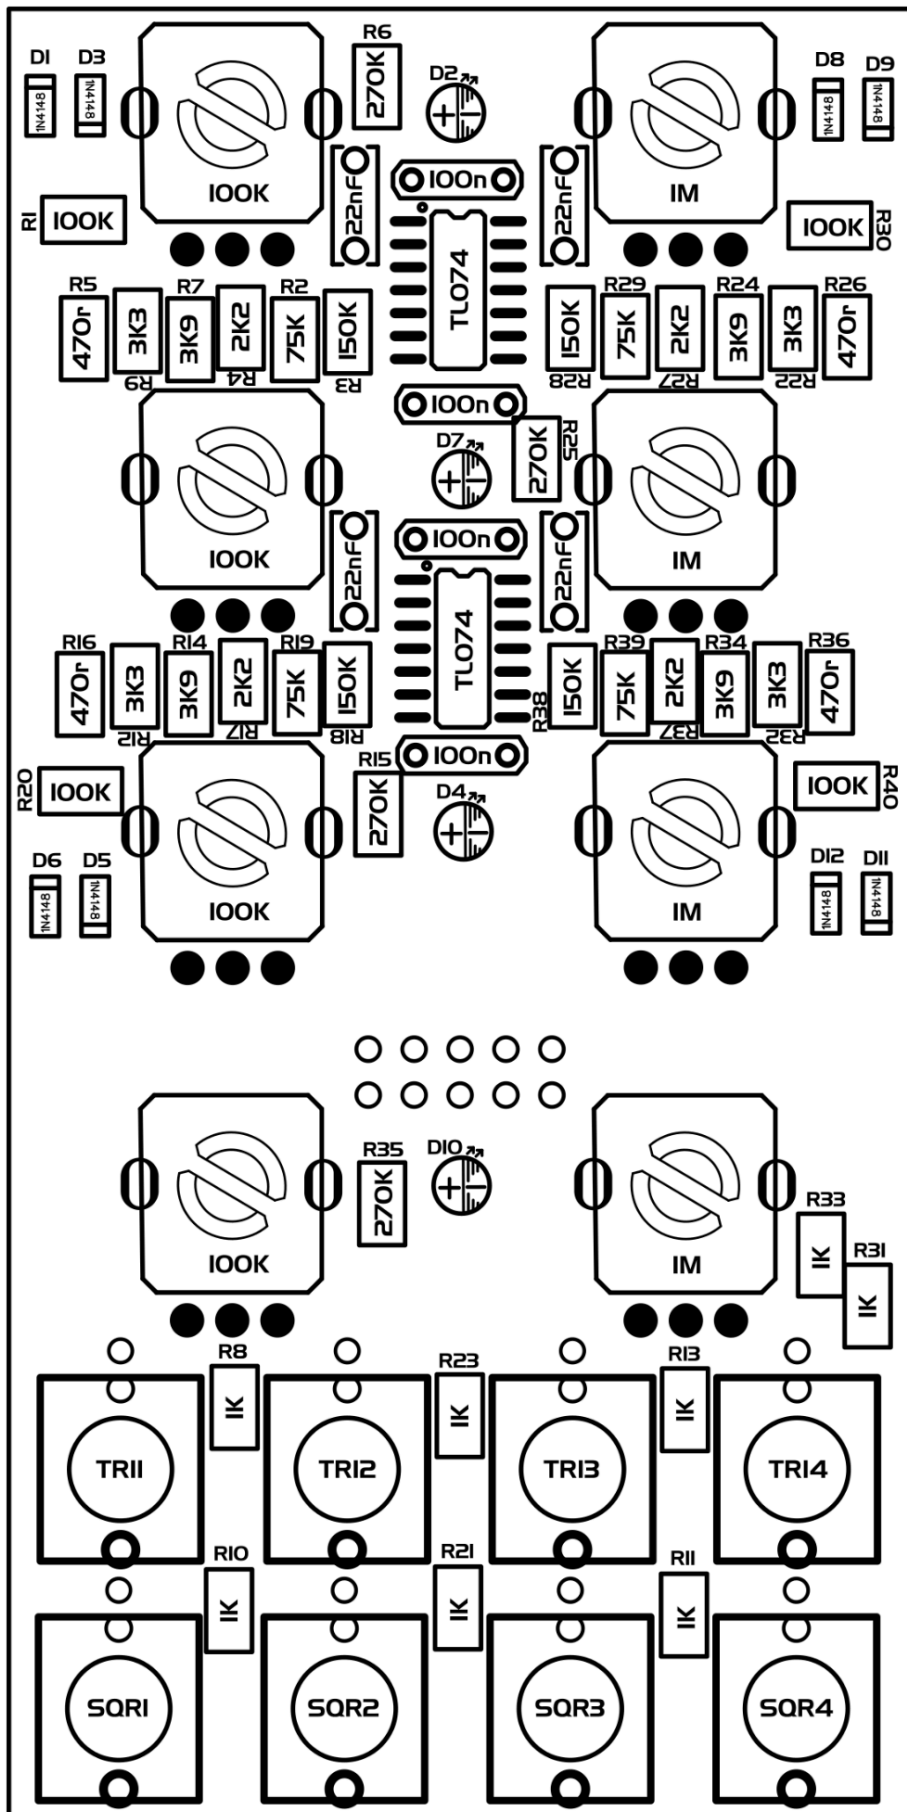 R6
D1 D3 D2 D8 D9
270K
1N4148 1N4148 1N4148 1N4148
100K 100n 1M
R1 100K 22nF 22nF 100K R30
TL074
R5 R7 R2 R29 R24 R26
470r 3K3 3K9 2K2 75K 150K 150K 75K 2K2 3K9 3K3 470r
R9 R4 R3 R28 R27 R22
100n
D7 270K R25
100K 100n 1M
22nF 22nF
TL074
R16 R14 R19 R39 R34 R36
470r 3K3 3K9 2K2 75K 150K 150K 75K 2K2 3K9 3K3 470r
R12 R17 R18 R38 R37 R32
100n
R20 100K R15 100K R40
270K D4
D6 D5 D12 D11
1N4148 1N4148 1N4148 1N4148
100K 1M
R35 D10
270K
R33
100K 1M 1K R31
1K
R8 R23 R13
1K 1K 1K
TRI1 TRI2 TRI3 TRI4
R10 R21 R11
1K 1K 1K
SQR1 SQR2 SQR3 SQR4